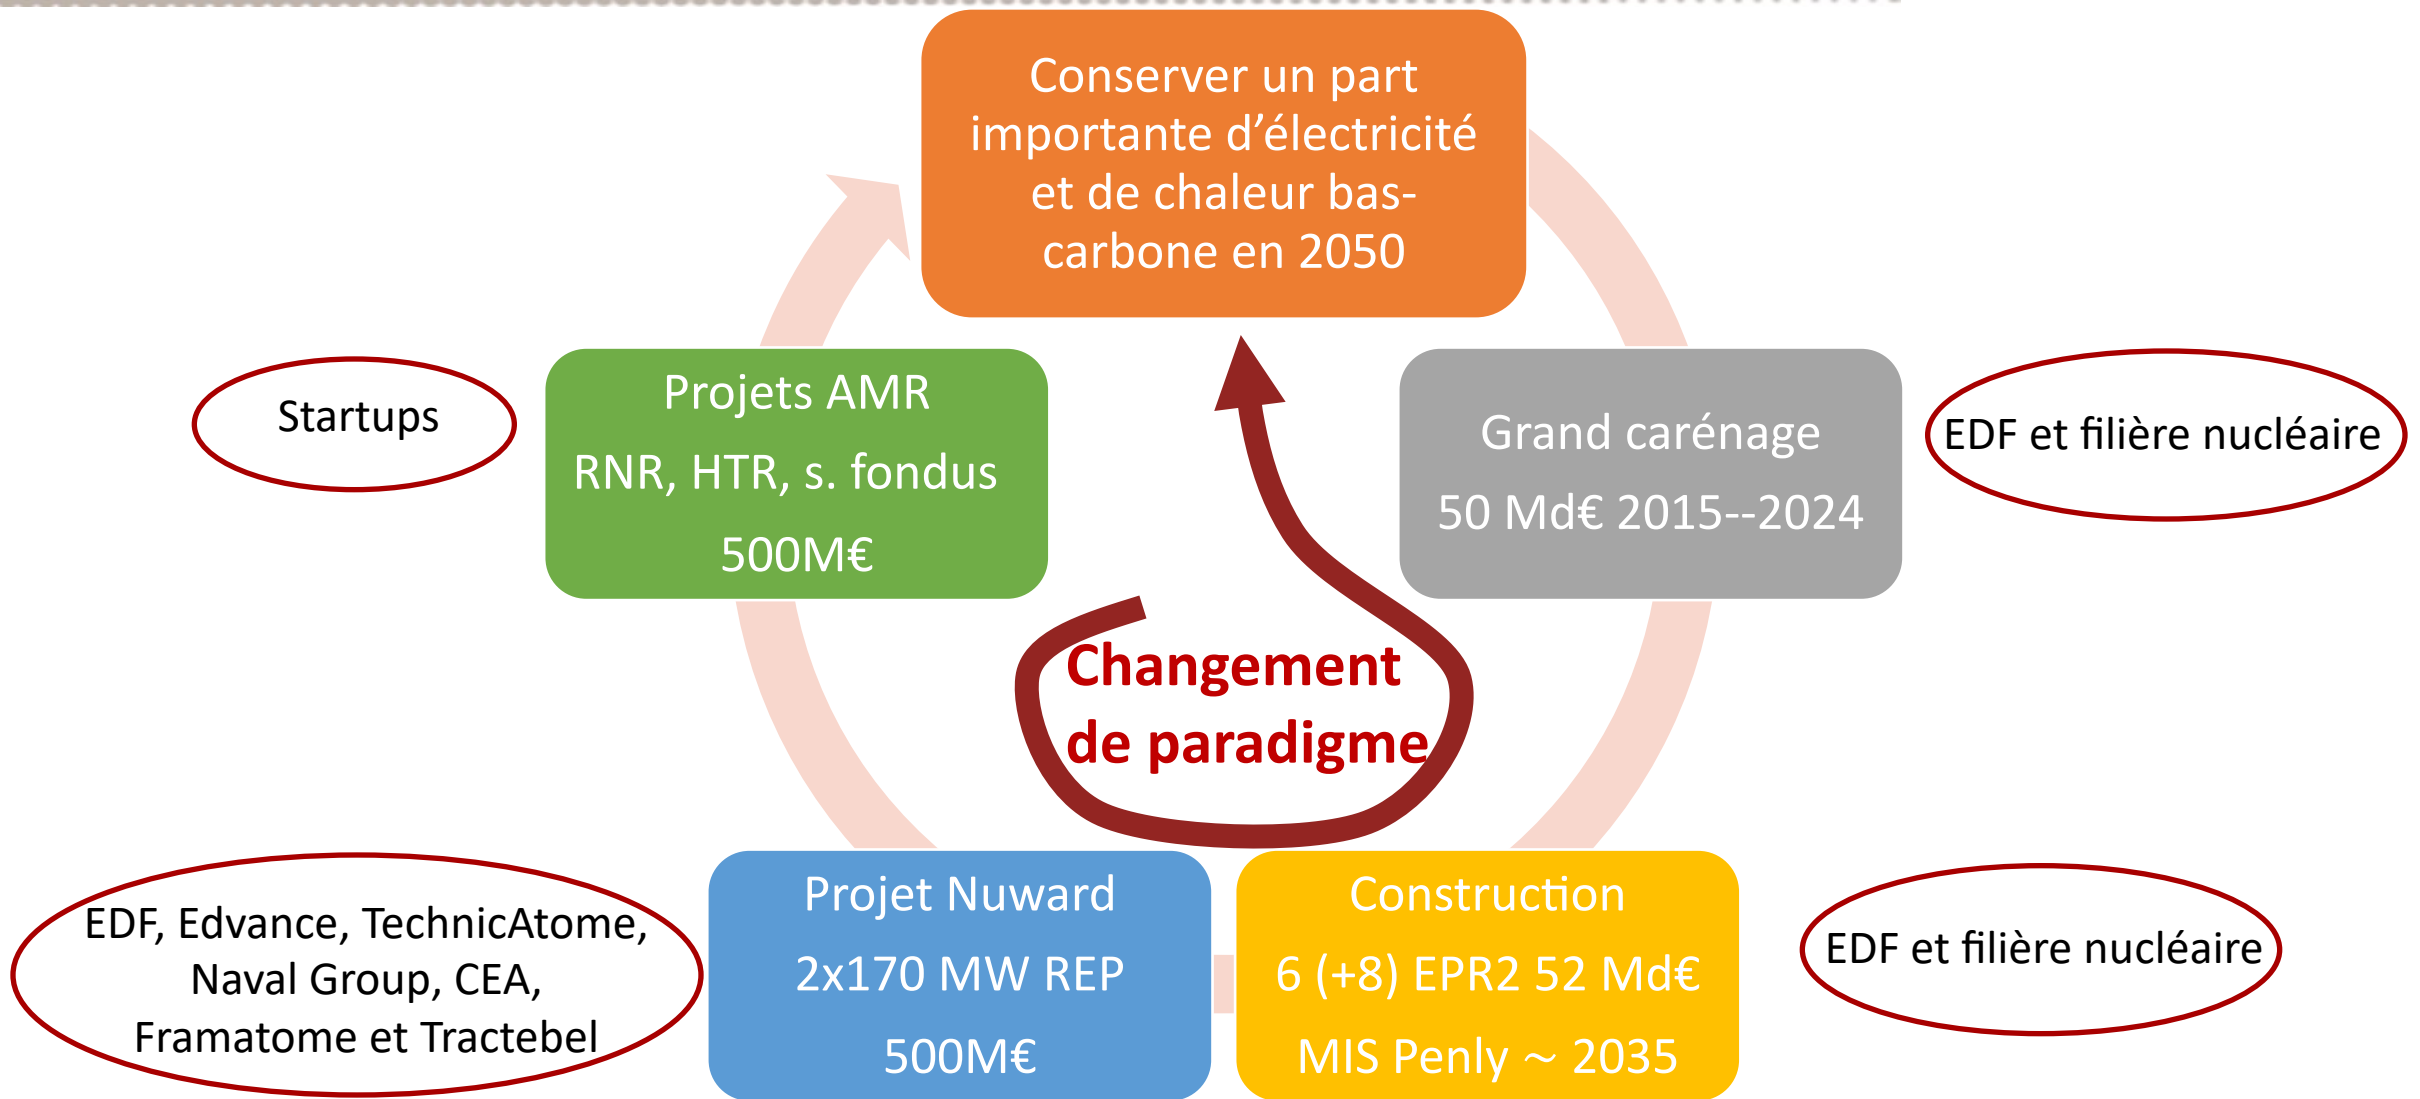 Conserver un part
importante d’électricité
et de chaleur bas-
carbone en 2050
Startups
Projets AMR
RNR, HTR, s. fondus
500M€
Grand carénage
50 Md€ 2015--2024
EDF et filière nucléaire
Changement
de paradigme
EDF, Edvance, TechnicAtome,
Naval Group, CEA,
Framatome et Tractebel
Projet Nuward
2x170 MW REP
500M€
Construction
6 (+8) EPR2 52 Md€
MIS Penly ~ 2035
EDF et filière nucléaire